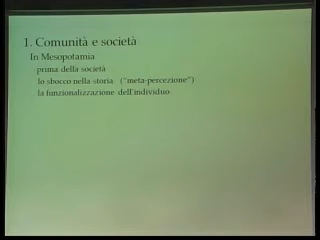 1. Comunità e società
In Mesopotamia
prima della società
lo sbocco nella storia ("meta-percezione")
la funzionalizzazione dell'individuo